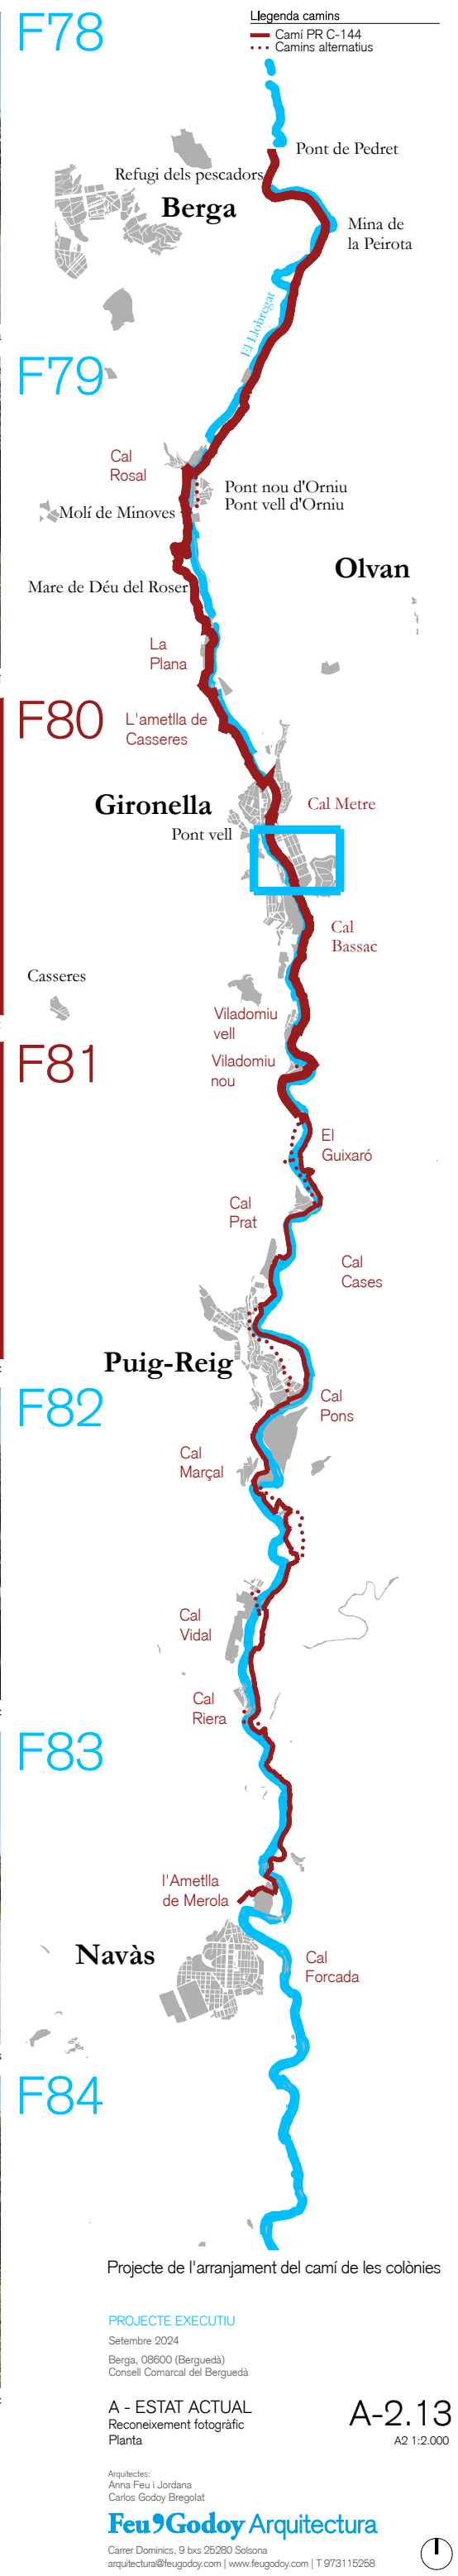 F78
Llegenda camins
Camí PR C-144
Camins alternatius
Pont de Pedret
Refugi dels pescadors
Berga
Mina de
la Peirota
El Llobregat
F79
Cal
Rosal
Pont nou d'Orniu
Pont vell d'Orniu
Molí de Minoves
Olvan
Mare de Déu del Roser
La
Plana
F80
L'ametlla de
Casseres
Gironella
Cal Metre
Pont vell
Cal
Bassac
Casseres
Viladomiu
vell
F81
Viladomiu
nou
El
Guixaró
Cal
Prat
Cal
Cases
Puig-Reig
F82
Cal
Pons
Cal
Marçal
Cal
Vidal
Cal
Riera
F83
l'Ametlla
de Merola
Navàs
Cal
Forcada
F84
Projecte de l'arranjament del camí de les colònies
PROJECTE EXECUTIU
Setembre 2024
Berga, 08600 (Berguedà)
Consell Comarcal del Berguedà
A - ESTAT ACTUAL
Reconeixement fotogràfic
Planta
A-2.13
A2 1:2.000
Arquitectes:
Anna Feu i Jordana
Carlos Godoy Bregolat
Feu9Godoy Arquitectura
Carrer Dominics, 9 bxs 25280 Solsona
arquitectura@feugodoy.com | www.feugodoy.com | T 973115258